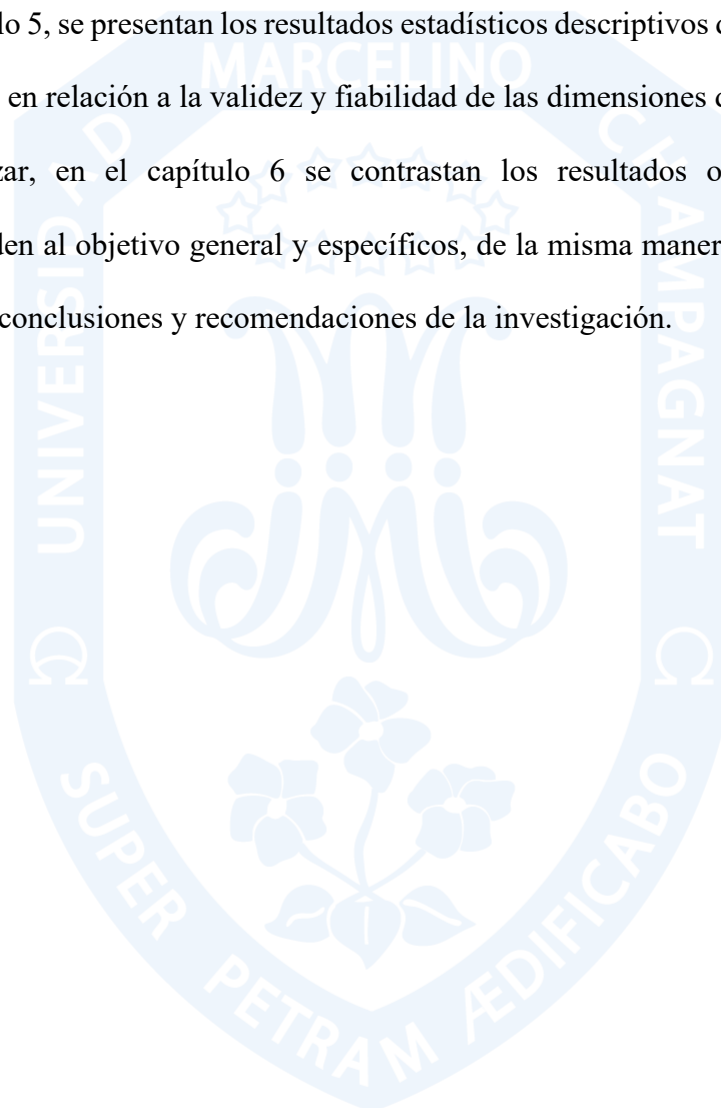 lo 5, se presentan los resultados estadísticos descriptivos
en relación a la validez y fiabilidad de las dimensiones
zar, en el capítulo 6 se contrastan los resultados o
den al objetivo general y específicos, de la misma maner
conclusiones y recomendaciones de la investigación.
UNIVERSIDAD
MARCELINO
CHAMPAGNAT
SUPER PETRAM ÆDIFICABO